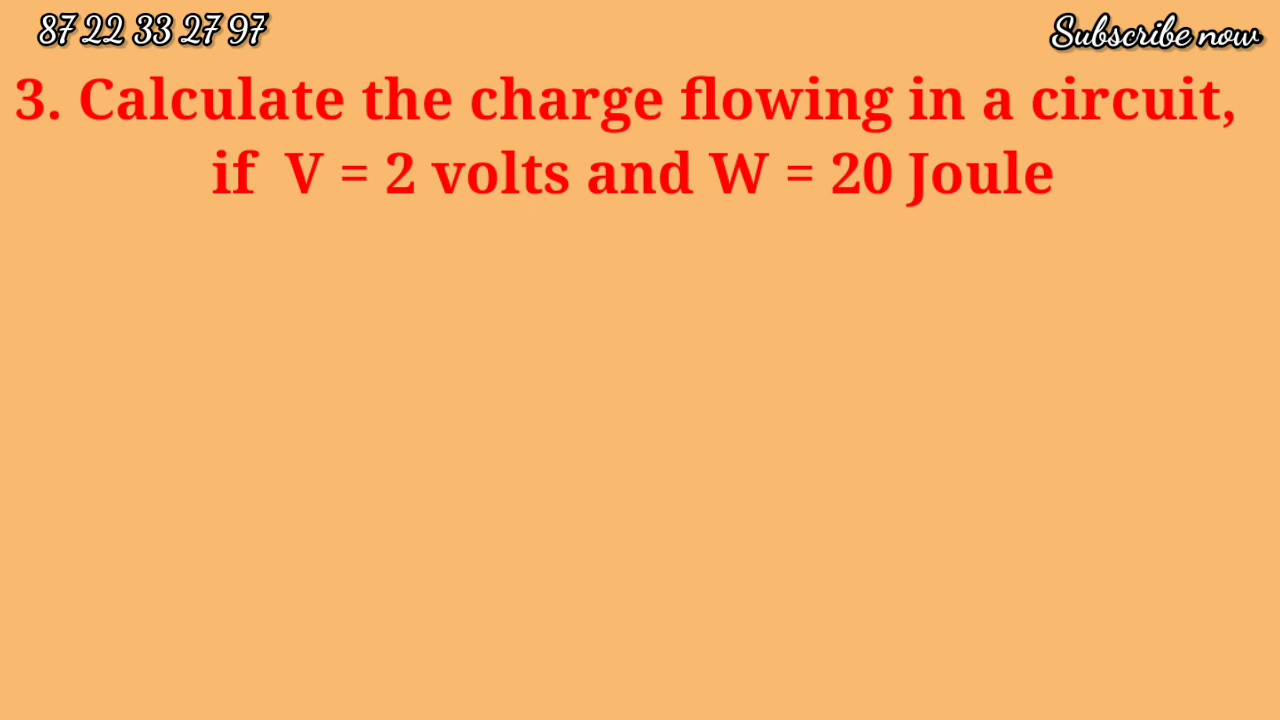 87 22 33 27 97
Subscribe now
3. Calculate the charge flowing in a circuit,
if V = 2 volts and W = 20 Joule